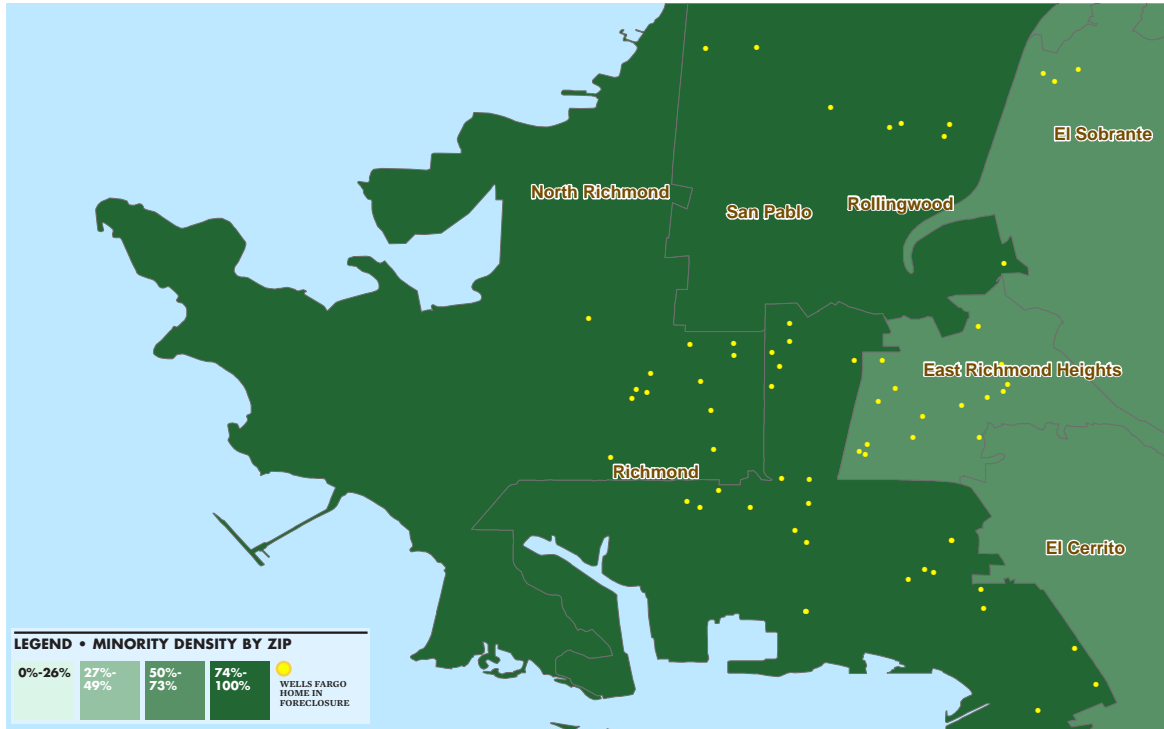 El Sobrante
North Richmond
San Pablo
Rollingwood
East Richmond Heights
Richmond
El Cerrito
LEGEND • MINORITY DENSITY BY ZIP
0%-26%
27%-
49%
50%-
73%
74%-
100%
WELLS FARGO
HOME IN
FORECLOSURE